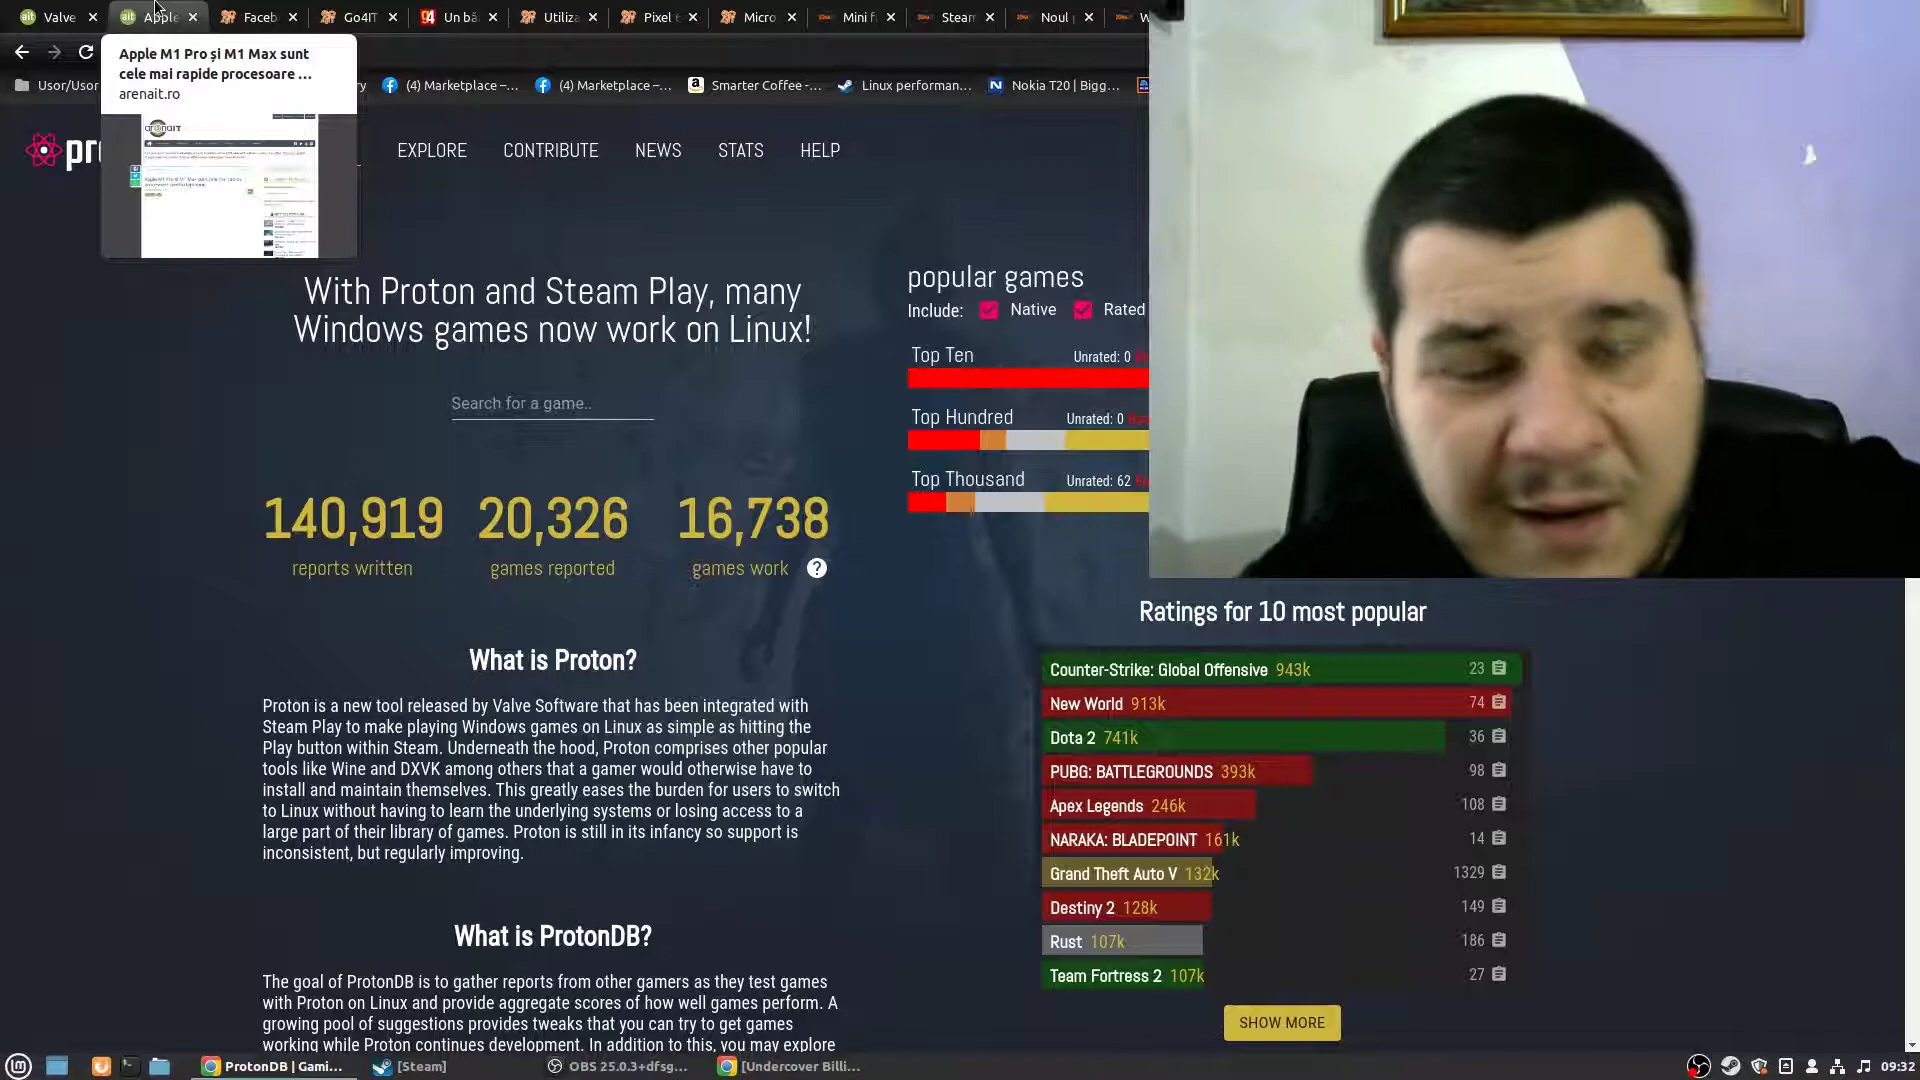 Valve
Apple
Faceb
Go4IT
Un bă
Utiliza
Pixel
Micro
Mini f
Steam
Noul
Usor/Usor
(4) Marketplace –...
(4) Marketplace –...
Smarter Coffee -...
Linux performan...
Nokia T20 | Bigg...
Apple M1 Pro și M1 Max sunt
cele mai rapide procesoare ...
arenait.ro
EXPLORE
CONTRIBUTE
NEWS
STATS
HELP
With Proton and Steam Play, many
Windows games now work on Linux!
Search for a game..
140,919
reports written
20,326
games reported
16,738
games work
What is Proton?
Proton is a new tool released by Valve Software that has been integrated with
Steam Play to make playing Windows games on Linux as simple as hitting the
Play button within Steam. Underneath the hood, Proton comprises other popular
tools like Wine and DXVK among others that a gamer would otherwise have to
install and maintain themselves. This greatly eases the burden for users to switch
to Linux without having to learn the underlying systems or losing access to a
large part of their library of games. Proton is still in its infancy so support is
inconsistent, but regularly improving.
What is ProtonDB?
The goal of ProtonDB is to gather reports from other gamers as they test games
with Proton on Linux and provide aggregate scores of how well games perform. A
growing pool of suggestions provides tweaks that you can try to get games
working while Proton continues development. In addition to this, you may explore
popular games
Include: Native Rated
Top Ten Unrated: 0
Top Hundred Unrated: 0
Top Thousand Unrated: 62
Ratings for 10 most popular
Counter-Strike: Global Offensive 943k 23
New World 913k 74
Dota 2 741k 36
PUBG: BATTLEGROUNDS 393k 98
Apex Legends 246k 108
NARAKA: BLADEPOINT 161k 14
Grand Theft Auto V 132k 1329
Destiny 2 128k 149
Rust 107k 186
Team Fortress 2 107k 27
SHOW MORE
ProtonDB | Gami...
[Steam]
OBS 25.0.3+dfsg...
[Undercover Billi...
09:32